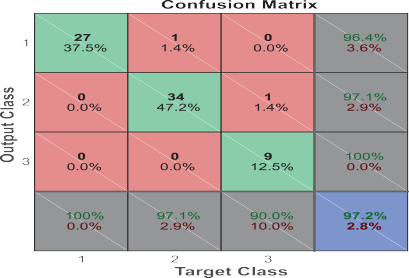 Confusion Matrix
Output Class
1
27 1 0 96.4%
37.5% 1.4% 0.0% 3.6%
2
0 34 1 97.1%
0.0% 47.2% 1.4% 2.9%
3
0 0 9 100%
0.0% 0.0% 12.5% 0.0%
100% 97.1% 90.0% 97.2%
0.0% 2.9% 10.0% 2.8%
1 2 3
Target Class